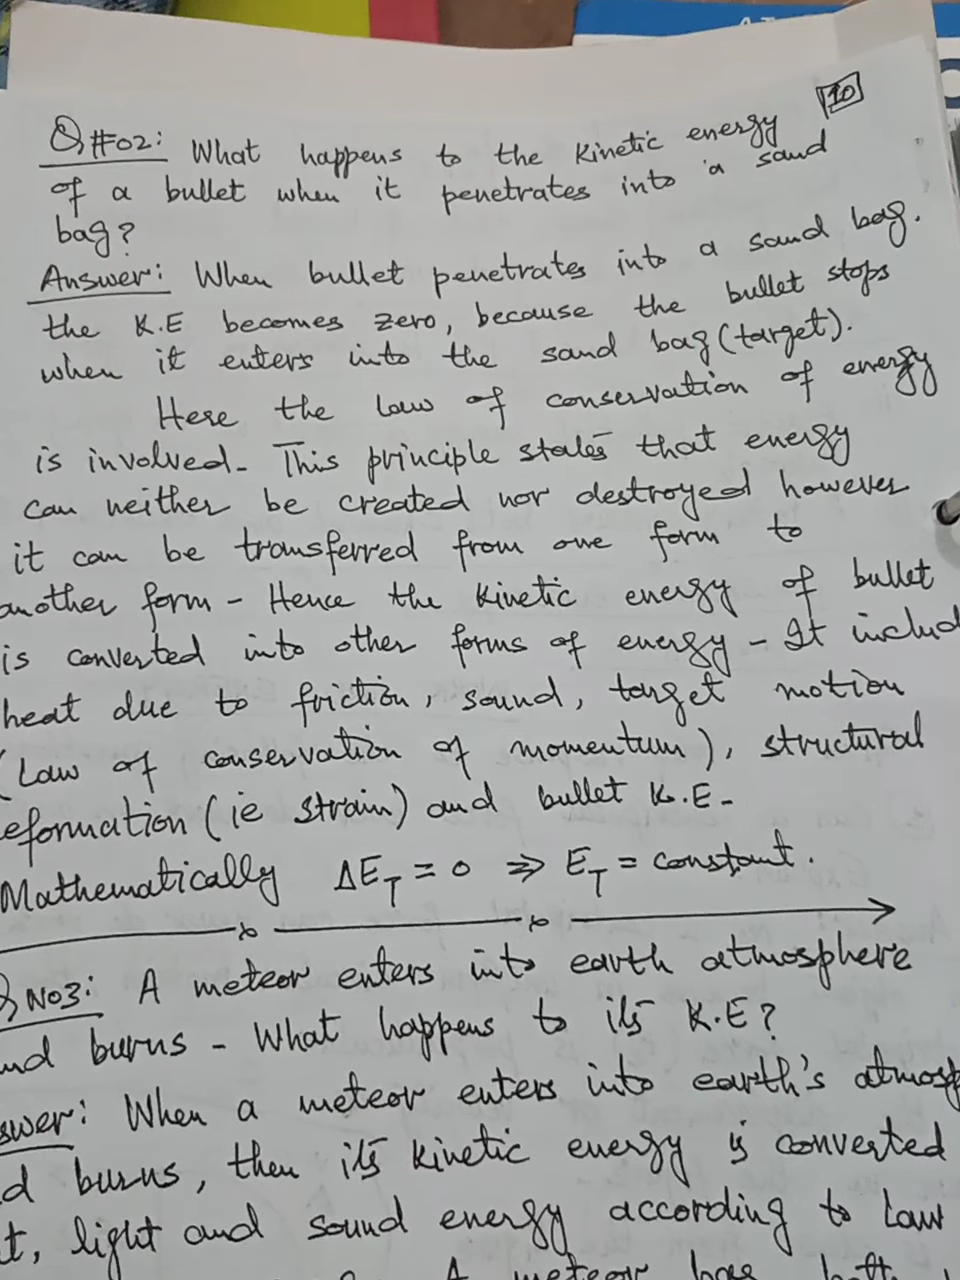 10
Q#02: What happens to the Kinetic energy
of a bullet when it penetrates into a sand
bag?
Answer: When bullet penetrates into a sand bag.
the K.E becomes zero, because the bullet stops
when it enters into the sand bag (target).
Here the law of conservation of energy
is involved- This principle states that energy
can neither be created nor destroyed however
it can be transferred from one form to
another form - Hence the Kinetic energy of bullet
is converted into other forms of energy - It includ
heat due to friction, sound, target motion
(Law of conservation of momentum), structural
eformation (ie strain) and bullet K.E-
Mathematically ΔE_T = 0 ⇒ E_T = constant.
Q No3: A meteor enters into earth atmosphere
and burns - What happens to its K.E?
swer: When a meteor enters into earth's atmosp
d burns, then its Kinetic energy is converted
t, light and sound energy according to Law
A meteor has both